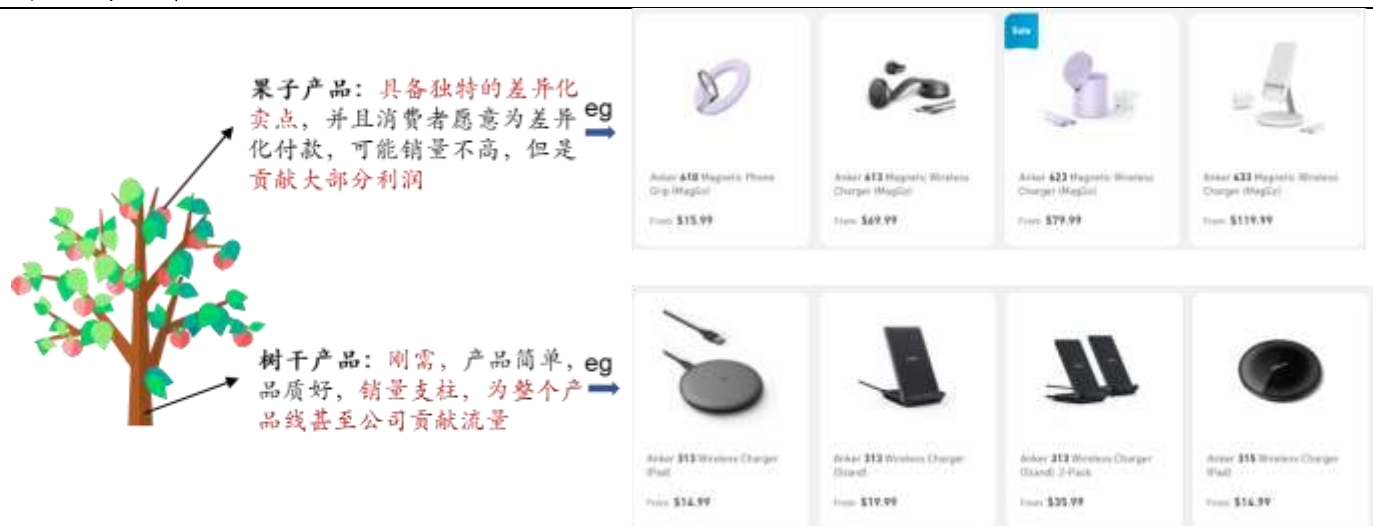 果子产品：具备独特的差异化
卖点，并且消费者愿意为差异
化付款，可能销量不高，但是
贡献大部分利润
eg
Sale
Anker 610 Magnetic Phone
Grip (MagGo)
From $15.99
Anker 613 Magnetic Wireless
Charger (MagGo)
From $69.99
Anker 623 Magnetic Wireless
Charger (MagGo)
From $79.99
Anker 633 Magnetic Wireless
Charger (MagGo)
From $119.99
树干产品：刚需，产品简单，
品质好，销量支柱，为整个产
品线甚至公司贡献流量
eg
Anker 313 Wireless Charger
(Pad)
From $14.99
Anker 313 Wireless Charger
(Stand)
From $19.99
Anker 313 Wireless Charger
(Stand), 2-Pack
From $35.99
Anker 315 Wireless Charger
(Pad)
From $14.99